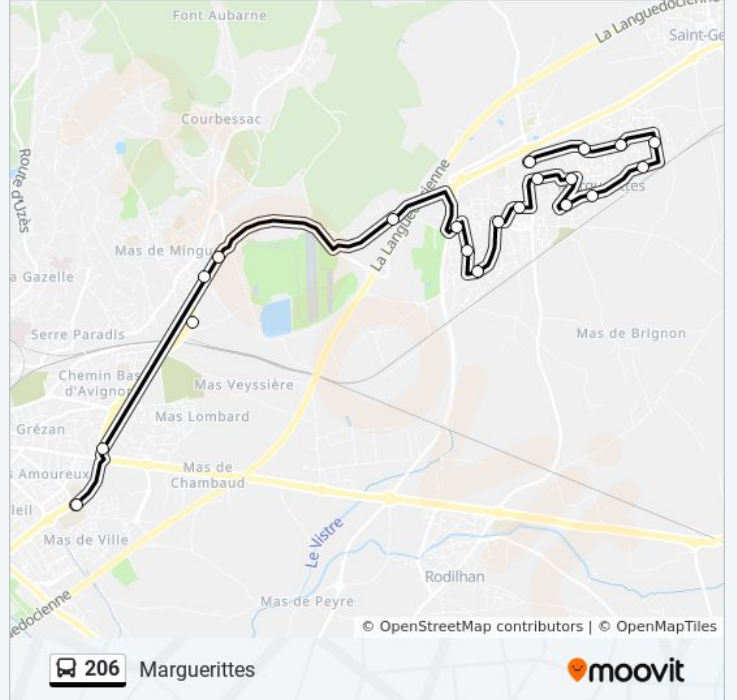 Font Aubarne
La Languedocienne
Saint-Ge
Courbessac
Route d'Uzès
La Languedocienne
Mas de Mingu
a Gazelle
Serre Paradis
Mas de Brignon
Chemin Bas
d'Avignon
Mas Veyssière
Mas Lombard
Grézan
s Amoureux
Mas de
Chambaud
leil
Mas de Ville
Le Vistre
Rodilhan
edocienne
Mas de Peyre
© OpenStreetMap contributors | © OpenMapTiles
206 Marguerittes
moovit